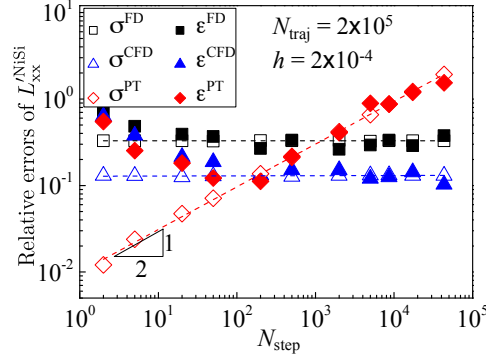 σ^FD ε^FD
σ^CFD ε^CFD
σ^PT ε^PT
N_traj = 2x10^5
h = 2x10^-4
Relative errors of L_xx^'NiSi
10^1
10^0
10^-1
10^-2
1
2
10^0 10^1 10^2 10^3 10^4 10^5
N_step